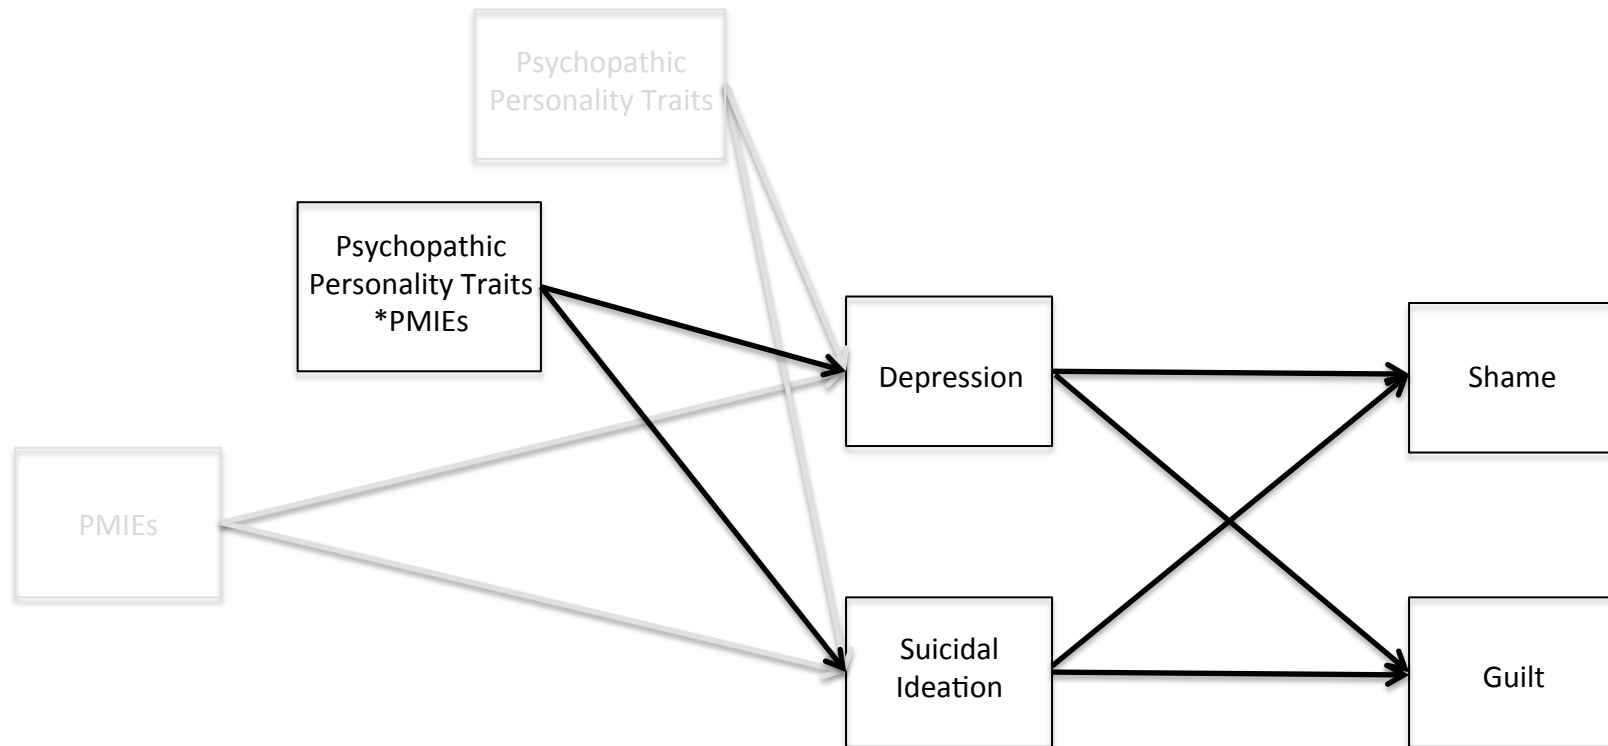 Psychopathic
Personality Traits
Psychopathic
Personality Traits
*PMIEs
Depression
Shame
PMIEs
Suicidal
Ideation
Guilt